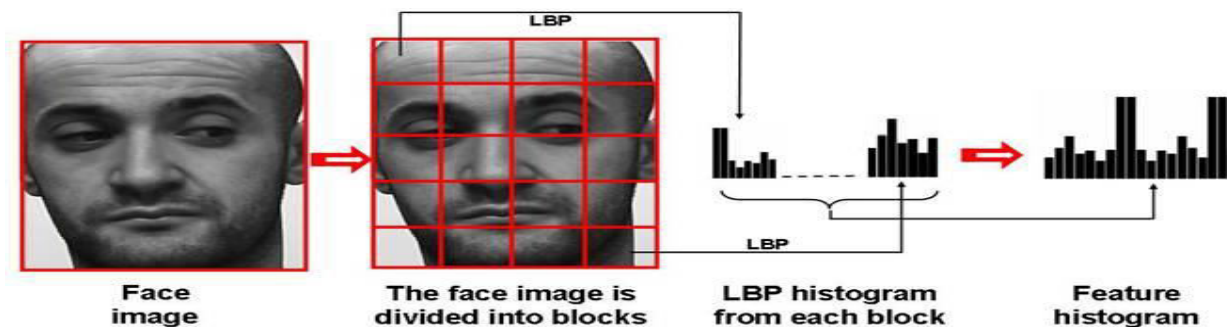 LBP
LBP
Face
image
The face image is
divided into blocks
LBP histogram
from each block
Feature
histogram